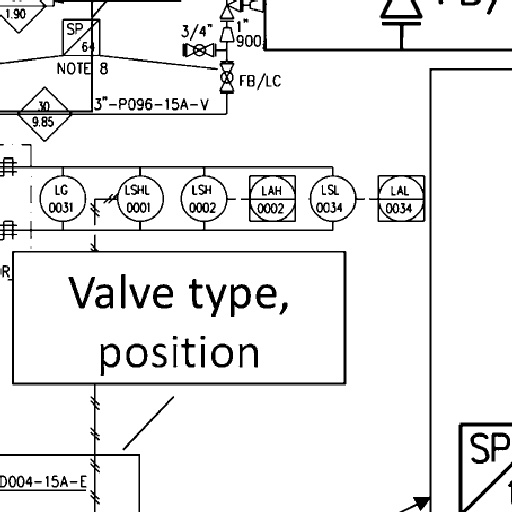 1.90
SP
64
NOTE 8
3/4"
1"
900
FB/LC
3"-P096-15A-V
30
9.85
LG
0031
LSHL
0001
LSH
0002
LAH
0002
LSL
0034
LAL
0034
Valve type,
position
D004-15A-E
SP